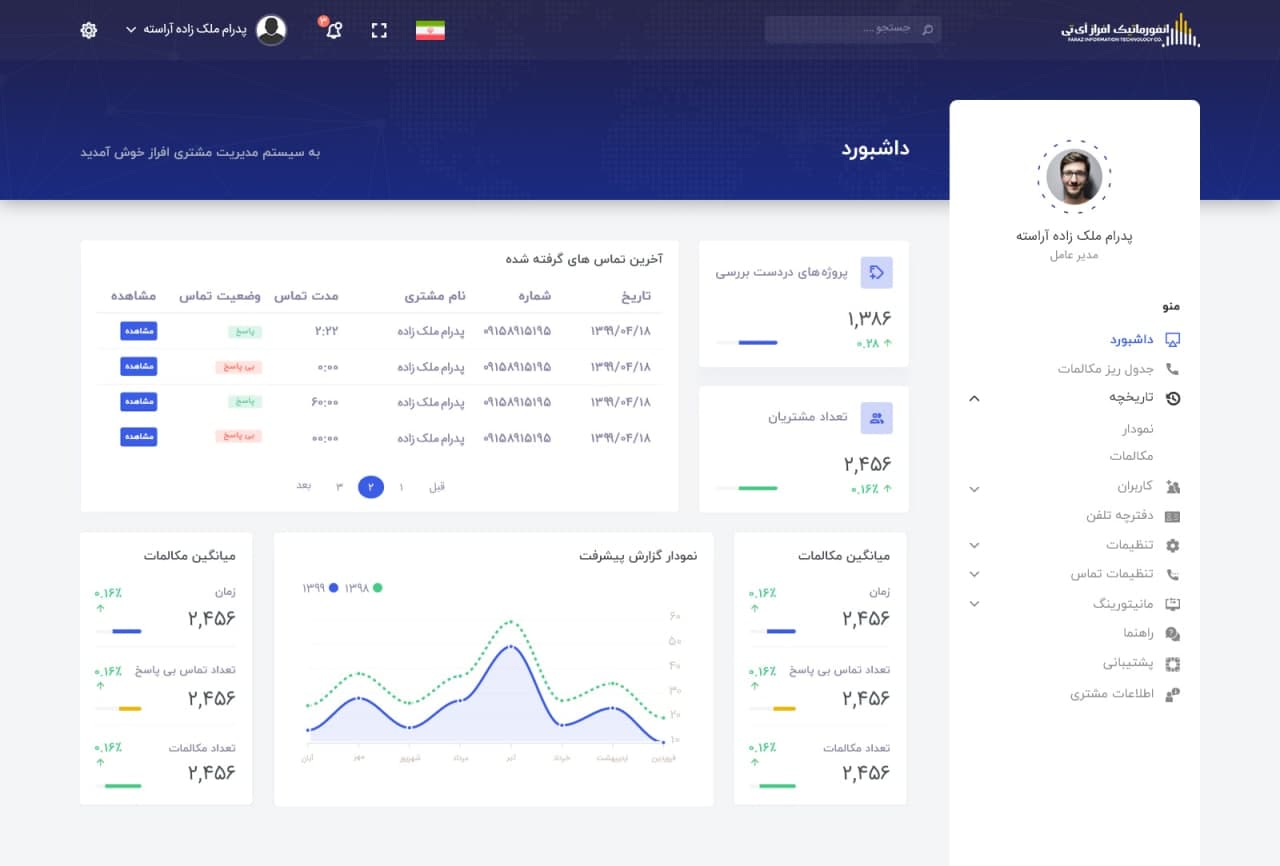 انفورماتیک افراز آی تی
FARAZ INFORMATION TECHNOLOGY CO.
جستجو ...
۳
پدرام ملک زاده آراسته
داشبورد
به سیستم مدیریت مشتری افراز خوش آمدید
پدرام ملک زاده آراسته
مدیر عامل
منو
داشبورد
جدول ریز مکالمات
تاریخچه
نمودار
مکالمات
کاربران
دفترچه تلفن
تنظیمات
تنظیمات تماس
مانیتورینگ
راهنما
پشتیبانی
اطلاعات مشتری
پروژه‌های دردست بررسی
۱,۳۸۶
۰.۲۸
تعداد مشتریان
۲,۴۵۶
۰.۱۶٪
آخرین تماس های گرفته شده
تاریخ شماره نام مشتری مدت تماس وضعیت تماس مشاهده
۱۳۹۹/۰۴/۱۸ ۰۹۱۵۸۹۱۵۱۹۵ پدرام ملک زاده ۲:۲۲ پاسخ مشاهده
۱۳۹۹/۰۴/۱۸ ۰۹۱۵۸۹۱۵۱۹۵ پدرام ملک زاده ۰:۰۰ بی پاسخ مشاهده
۱۳۹۹/۰۴/۱۸ ۰۹۱۵۸۹۱۵۱۹۵ پدرام ملک زاده ۶۰:۰۰ پاسخ مشاهده
۱۳۹۹/۰۴/۱۸ ۰۹۱۵۸۹۱۵۱۹۵ پدرام ملک زاده ۰۰:۰۰ بی پاسخ مشاهده
قبل ۱ ۲ ۳ بعد
میانگین مکالمات
زمان ۰.۱۶٪
۲,۴۵۶
تعداد تماس بی پاسخ ۰.۱۶٪
۲,۴۵۶
تعداد مکالمات ۰.۱۶٪
۲,۴۵۶
نمودار گزارش پیشرفت
۱۳۹۸ ۱۳۹۹
۶۰
۵۰
۴۰
۳۰
۲۰
۱۰
فروردین اردیبهشت خرداد تیر مرداد شهریور مهر آبان
میانگین مکالمات
زمان ۰.۱۶٪
۲,۴۵۶
تعداد تماس بی پاسخ ۰.۱۶٪
۲,۴۵۶
تعداد مکالمات ۰.۱۶٪
۲,۴۵۶